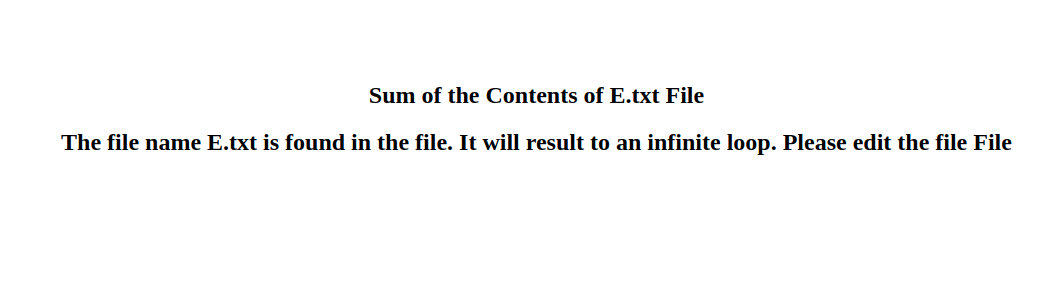 Sum of the Contents of E.txt File
The file name E.txt is found in the file. It will result to an infinite loop. Please edit the file File